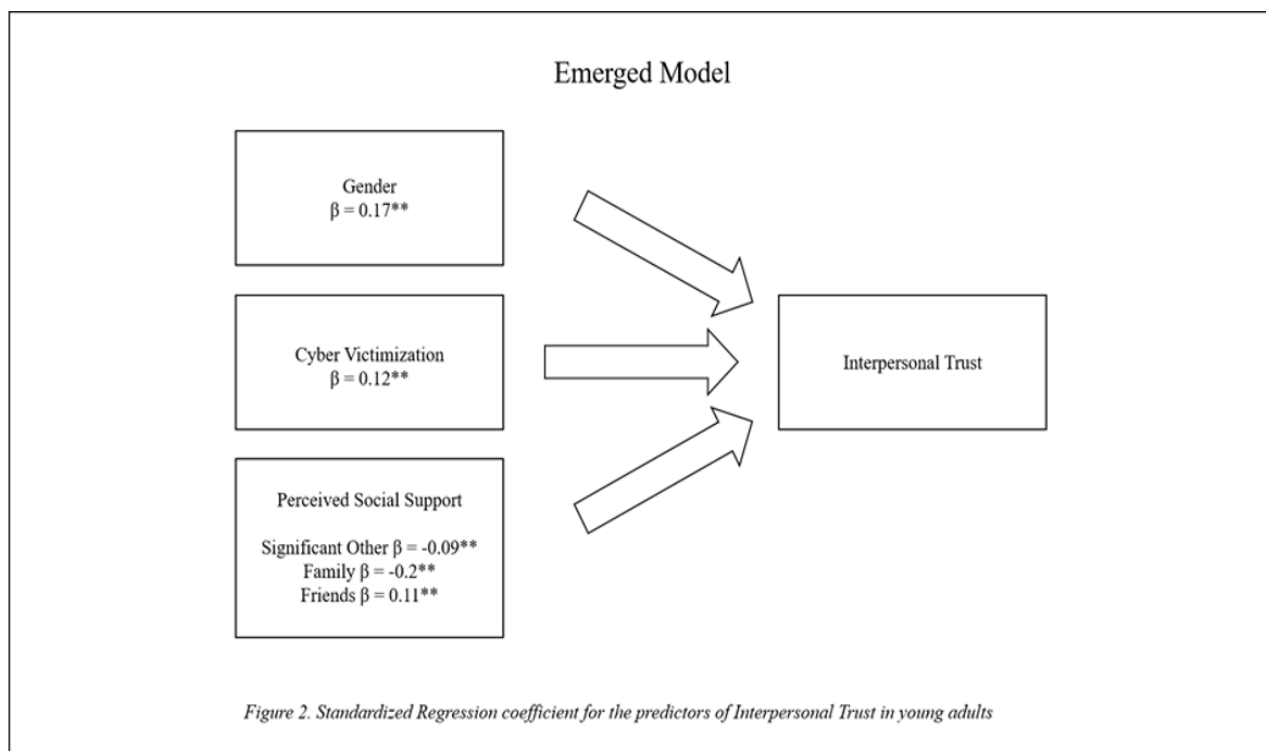 Emerged Model
Gender
β = 0.17**
Cyber Victimization
β = 0.12**
Perceived Social Support
Significant Other β = -0.09**
Family β = -0.2**
Friends β = 0.11**
Interpersonal Trust
Figure 2. Standardized Regression coefficient for the predictors of Interpersonal Trust in young adults